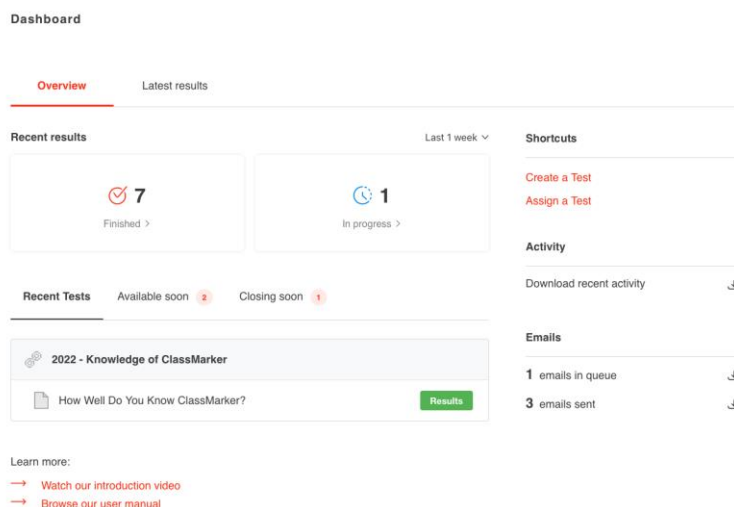 Dashboard
Overview
Latest results
Recent results
Last 1 week
7
Finished >
1
In progress >
Recent Tests
Available soon 2
Closing soon 1
2022 - Knowledge of ClassMarker
How Well Do You Know ClassMarker?
Results
Learn more:
→ Watch our introduction video
→ Browse our user manual
Shortcuts
Create a Test
Assign a Test
Activity
Download recent activity
Emails
1 emails in queue
3 emails sent